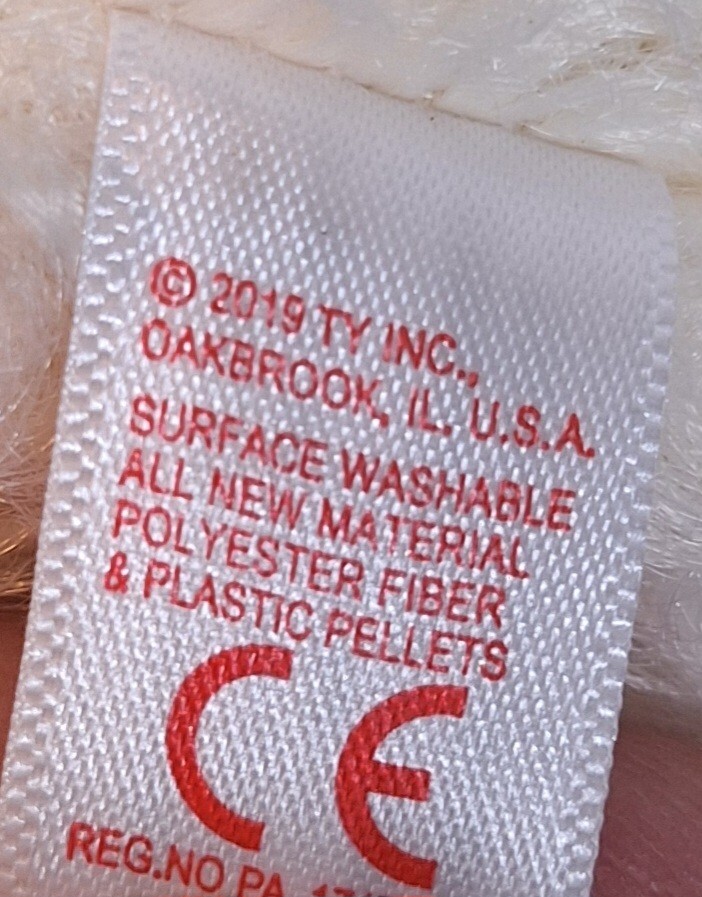 © 2019 TY INC.,
OAKBROOK, IL. U.S.A.
SURFACE WASHABLE
ALL NEW MATERIAL
POLYESTER FIBER
& PLASTIC PELLETS
CE
REG.NO PA.